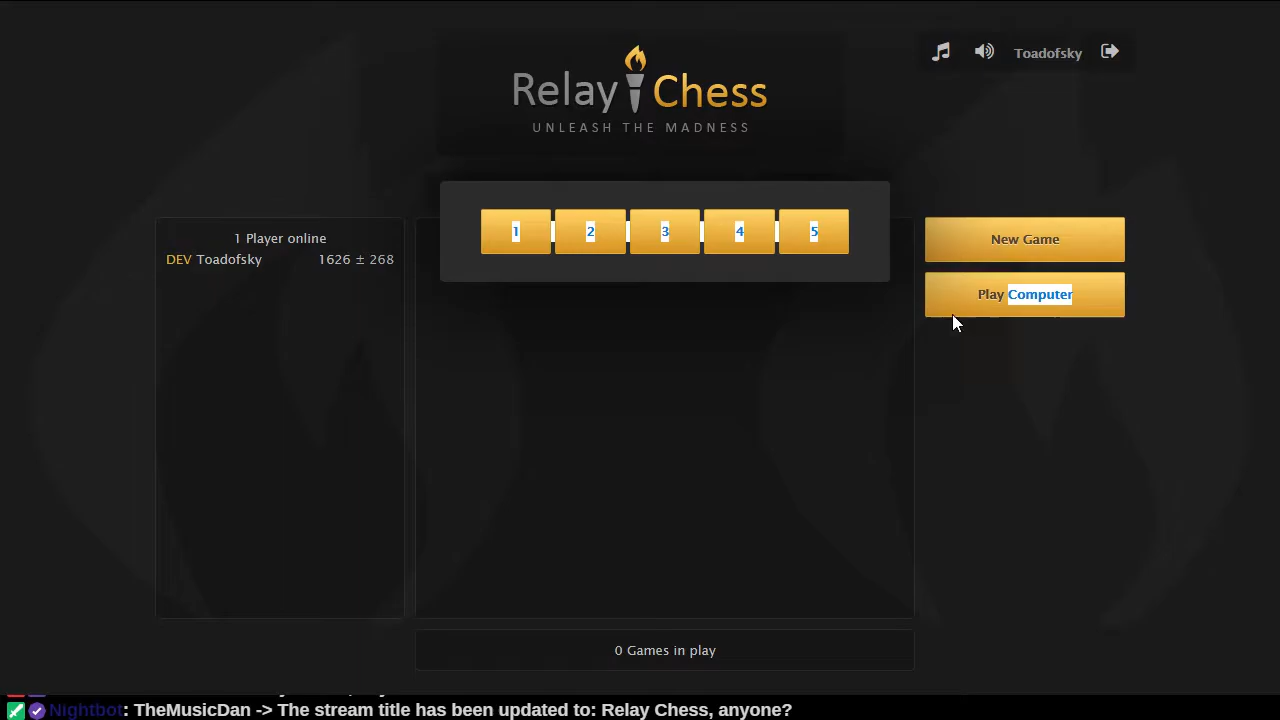 Relay Chess
UNLEASH THE MADNESS
Toadofsky
1 Player online
DEV Toadofsky 1626 ± 268
1 2 3 4 5
New Game
Play Computer
0 Games in play
Nightbot: TheMusicDan -> The stream title has been updated to: Relay Chess, anyone?